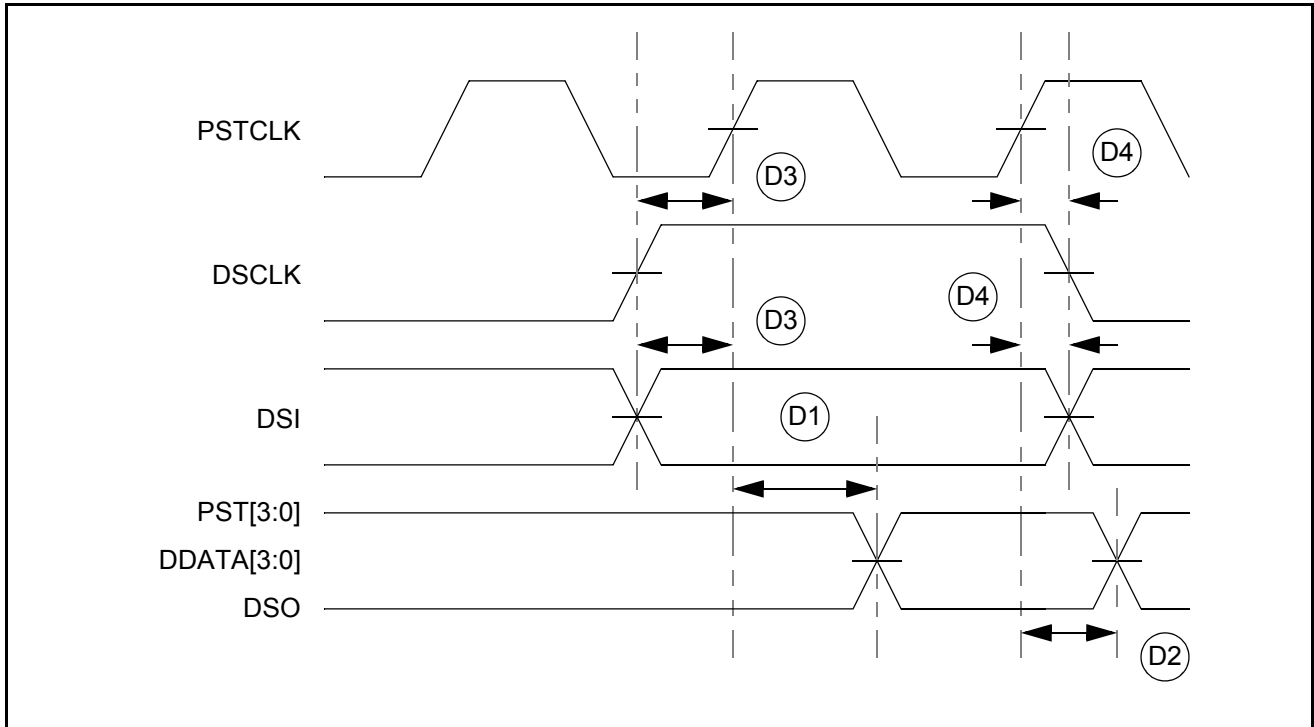 PSTCLK
D4
D3
DSCLK
D4
D3
DSI
D1
PST[3:0]
DDATA[3:0]
DSO
D2